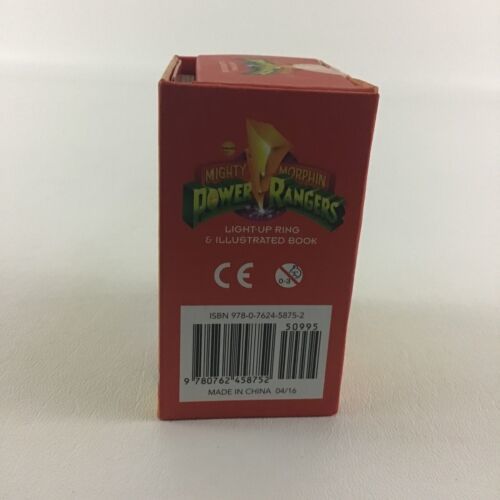 MIGHTY MORPHIN
POWER RANGERS
LIGHT-UP RING
& ILLUSTRATED BOOK
CE
0-3
ISBN 978-0-7624-5875-2
50995
9 780762 458752
MADE IN CHINA 04/16